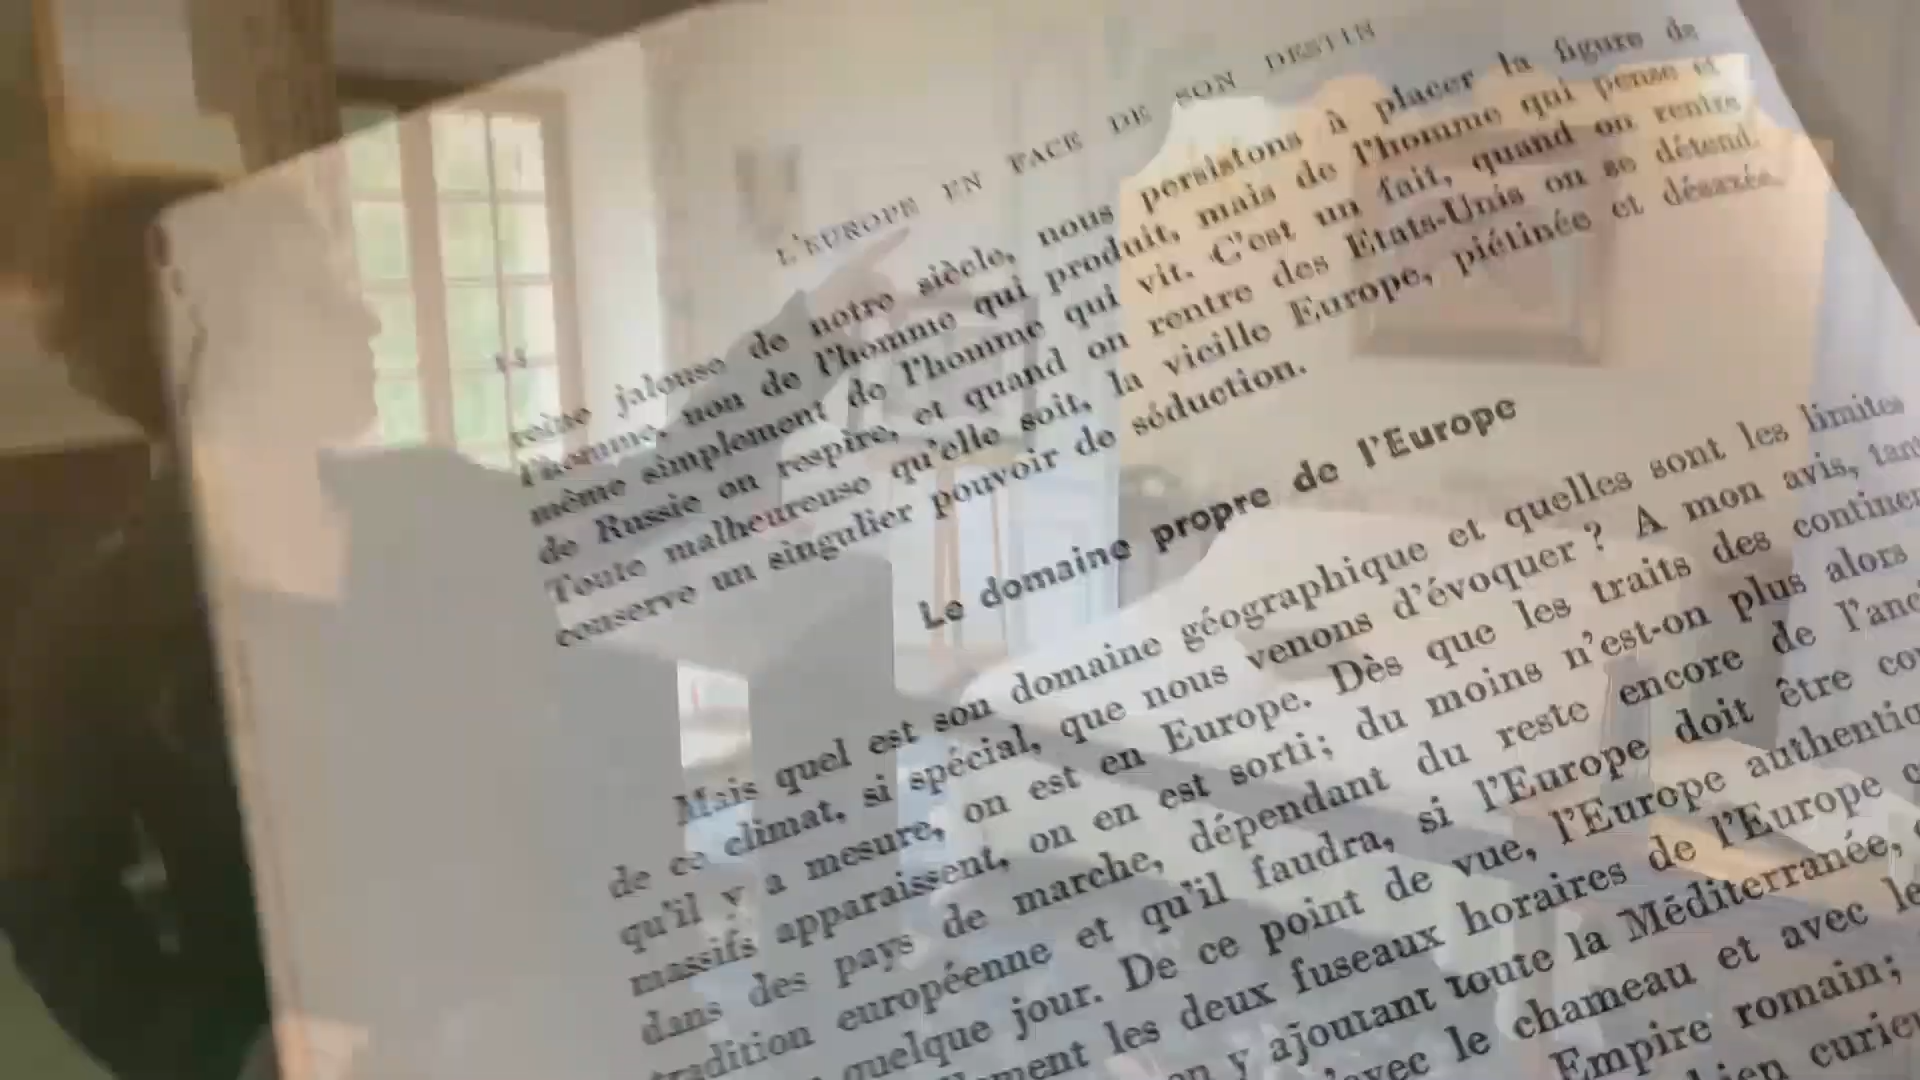 L'EUROPE EN FACE DE SON DESTIN
reine jalouse de notre siècle, nous persistons à placer la figure de
l'homme, non de l'homme qui produit, mais de l'homme qui pense et
même simplement de l'homme qui vit. C'est un fait, quand on rentre
de Russie on respire, et quand on rentre des Etats-Unis on se détend.
Toute malheureuse qu'elle soit, la vieille Europe, piétinée et désaxée,
conserve un singulier pouvoir de séduction.
Le domaine propre de l'Europe
Mais quel est son domaine géographique et quelles sont les limites
de ce climat, si spécial, que nous venons d'évoquer ? A mon avis, tant
qu'il y a mesure, on est en Europe. Dès que les traits des continen
massifs apparaissent, on en est sorti; du moins n'est-on plus alors
dans des pays de marche, dépendant du reste encore de l'anc
tradition européenne et qu'il faudra, si l'Europe doit être co
quelque jour. De ce point de vue, l'Europe authentiq
ment les deux fuseaux horaires de l'Europe
y ajoutant toute la Méditerranée,
avec le chameau et avec le
Empire romain;
bien curieu